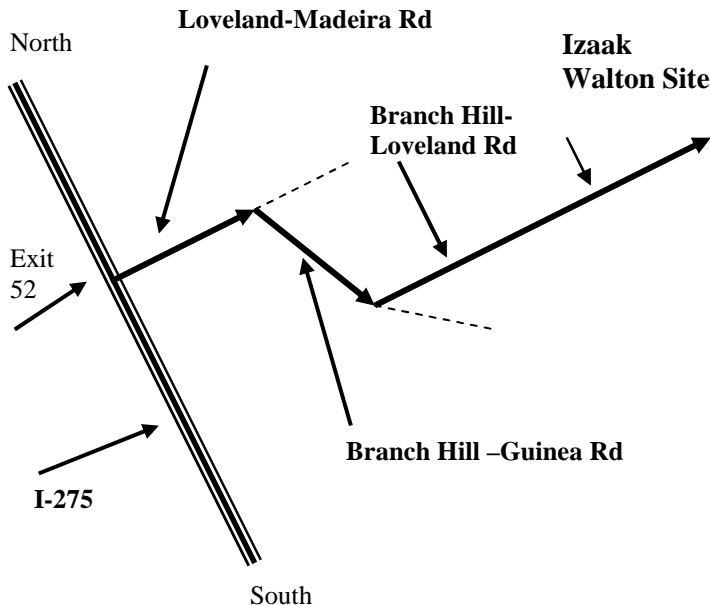 Loveland-Madeira Rd
North
Izaak
Walton Site
Branch Hill-
Loveland Rd
Exit
52
Branch Hill –Guinea Rd
I-275
South